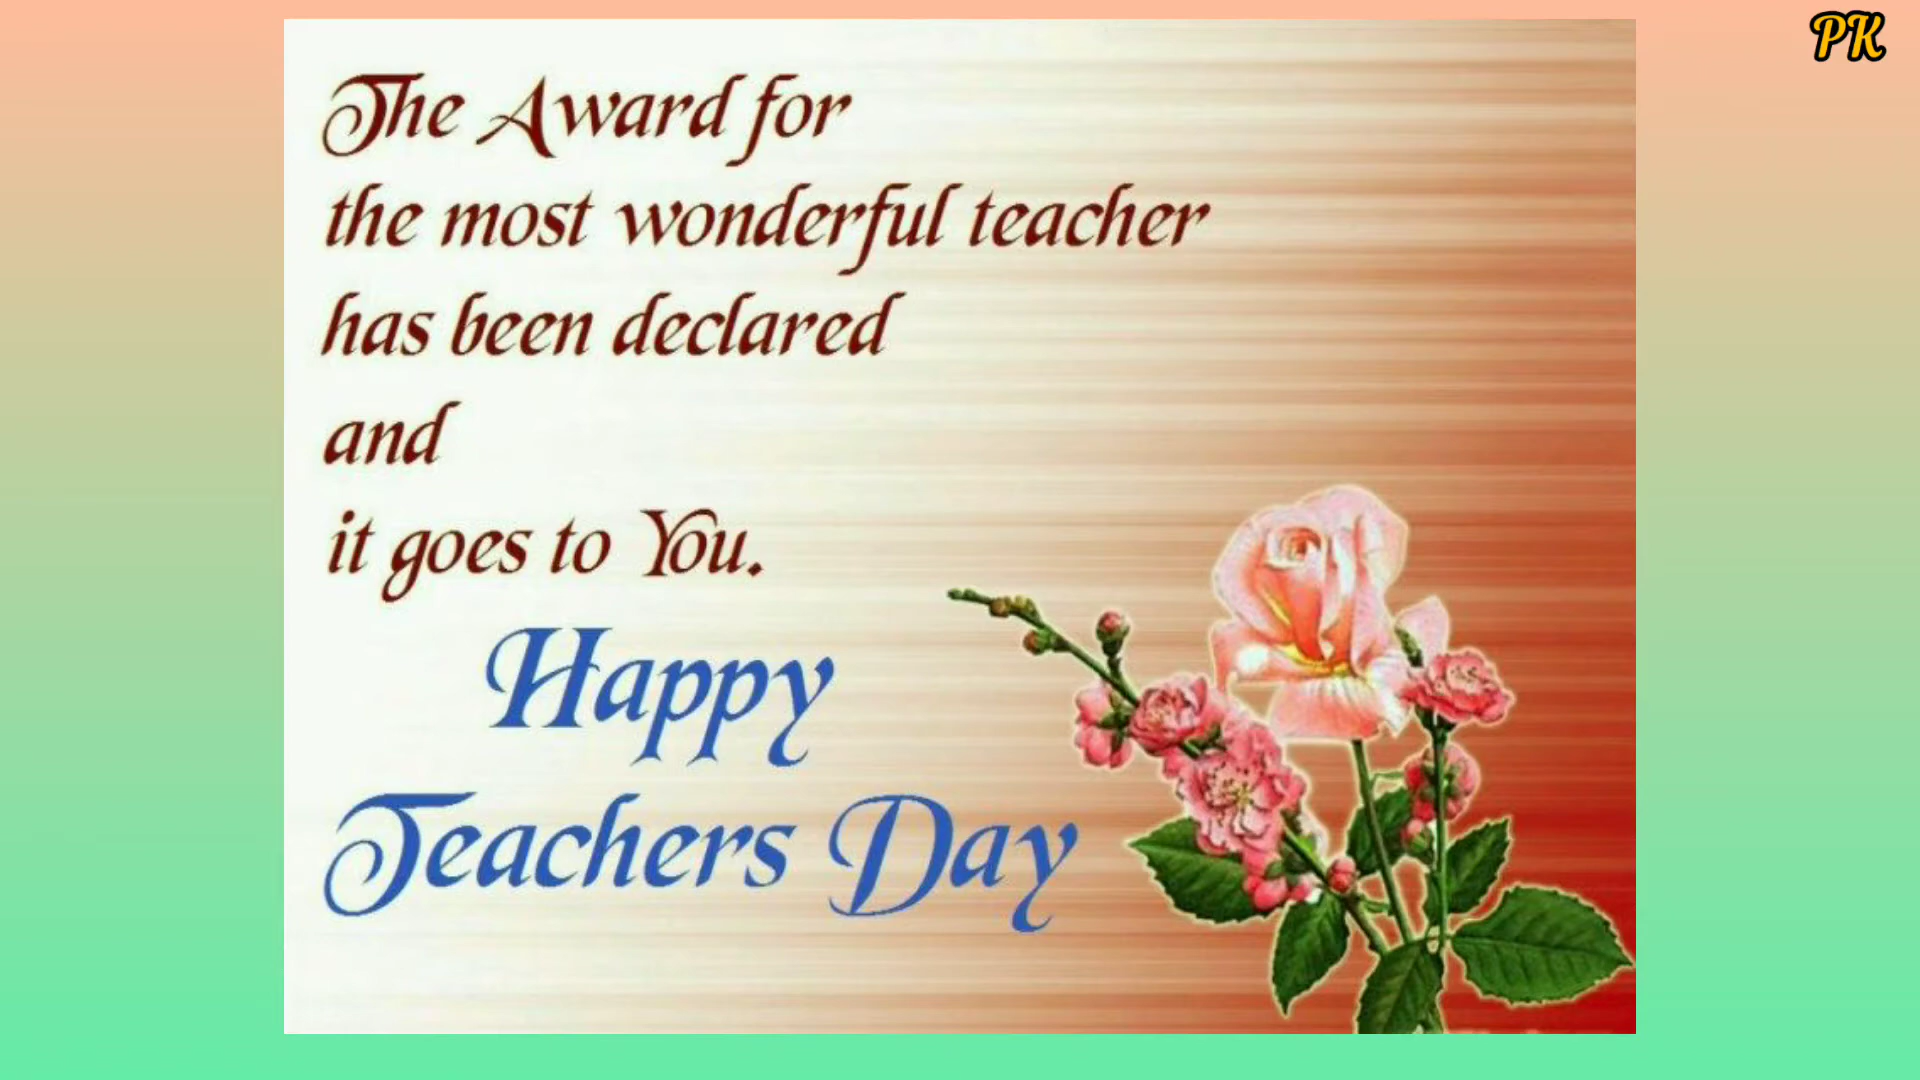 PK
The Award for
the most wonderful teacher
has been declared
and
it goes to You.
Happy
Teachers Day